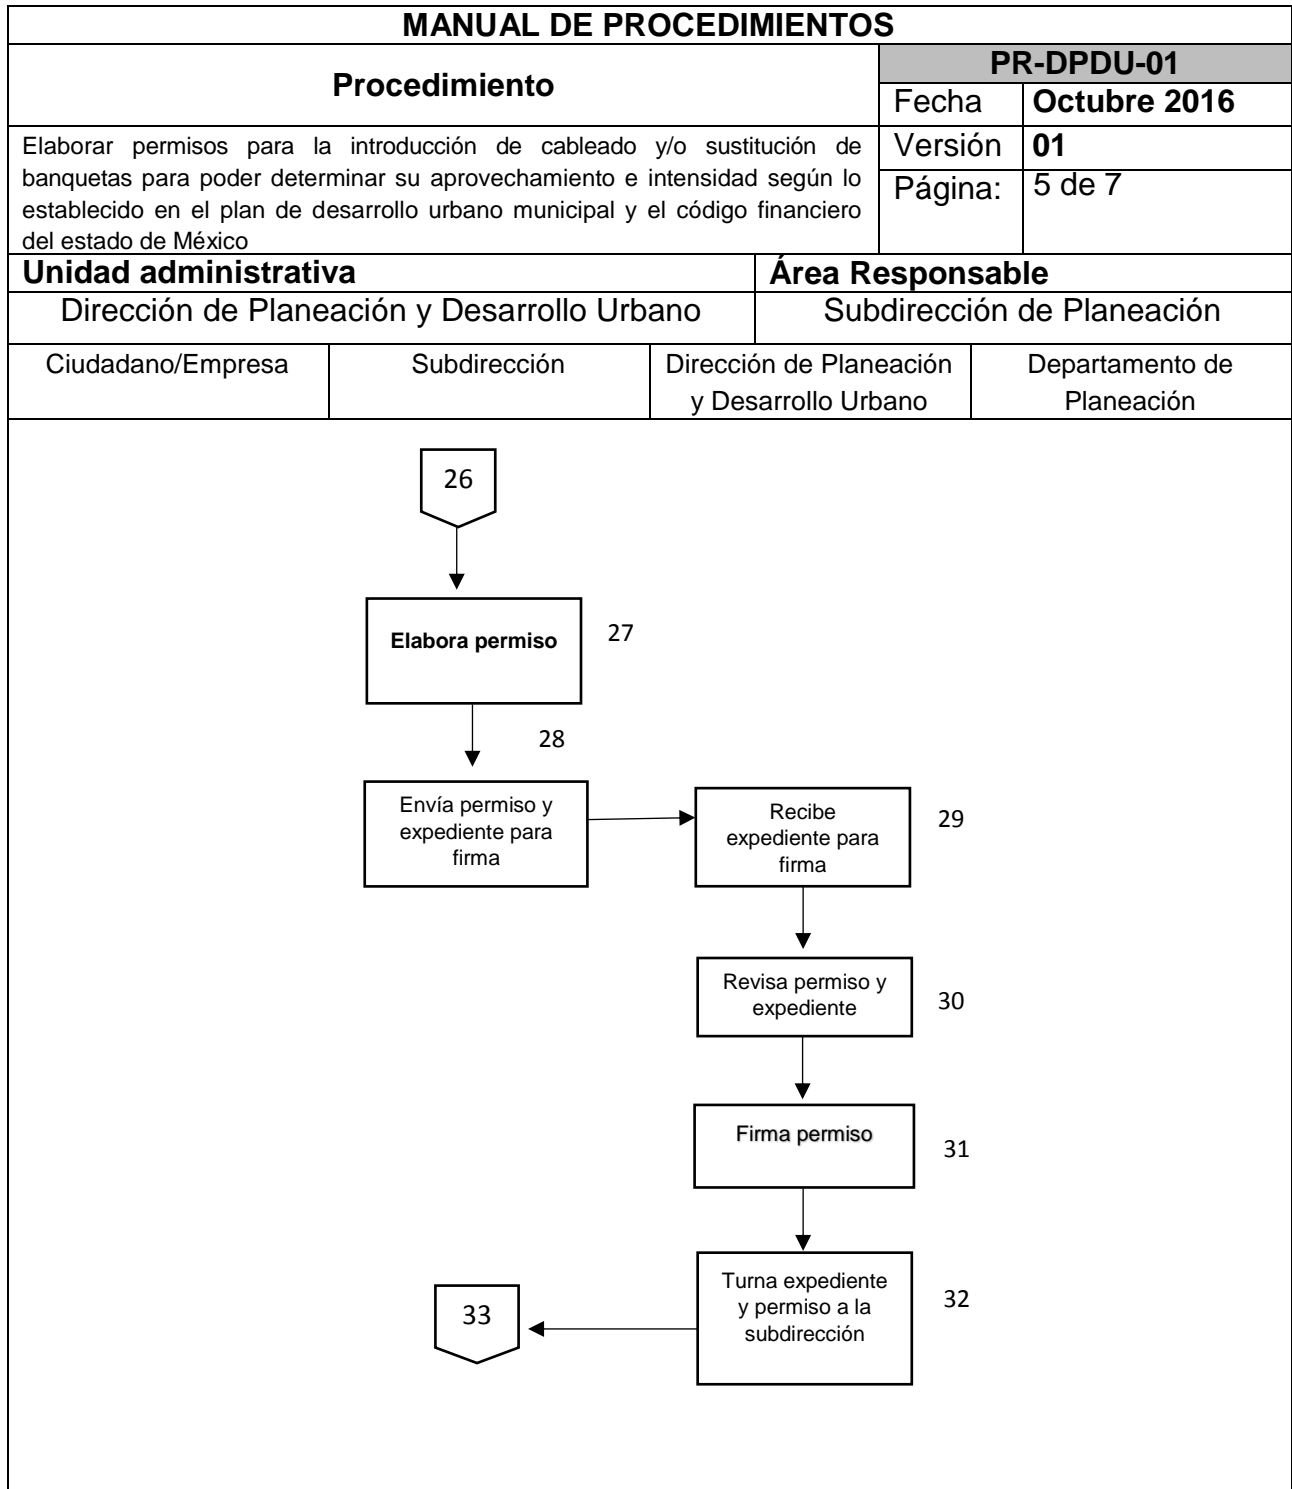 MANUAL DE PROCEDIMIENTOS
Procedimiento
PR-DPDU-01
Fecha
Octubre 2016
Elaborar permisos para la introducción de cableado y/o sustitución de
banquetas para poder determinar su aprovechamiento e intensidad según lo
establecido en el plan de desarrollo urbano municipal y el código financiero
del estado de México
Versión
01
Página:
5 de 7
Unidad administrativa
Área Responsable
Dirección de Planeación y Desarrollo Urbano
Subdirección de Planeación
Ciudadano/Empresa
Subdirección
Dirección de Planeación
y Desarrollo Urbano
Departamento de
Planeación
26
Elabora permiso
27
28
Envía permiso y
expediente para
firma
Recibe
expediente para
firma
29
Revisa permiso y
expediente
30
Firma permiso
31
Turna expediente
y permiso a la
subdirección
32
33